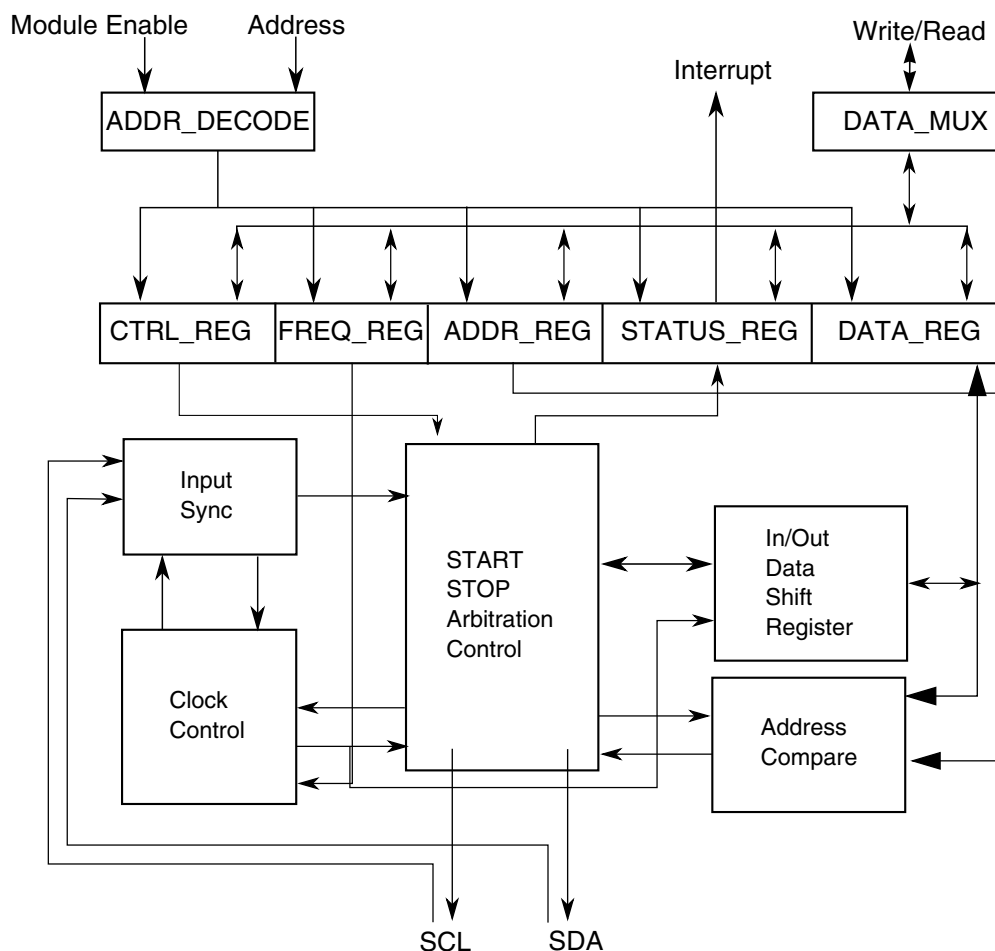 Module Enable
Address
Write/Read
Interrupt
ADDR_DECODE
DATA_MUX
CTRL_REG
FREQ_REG
ADDR_REG
STATUS_REG
DATA_REG
Input
Sync
START
STOP
Arbitration
Control
In/Out
Data
Shift
Register
Clock
Control
Address
Compare
SCL
SDA